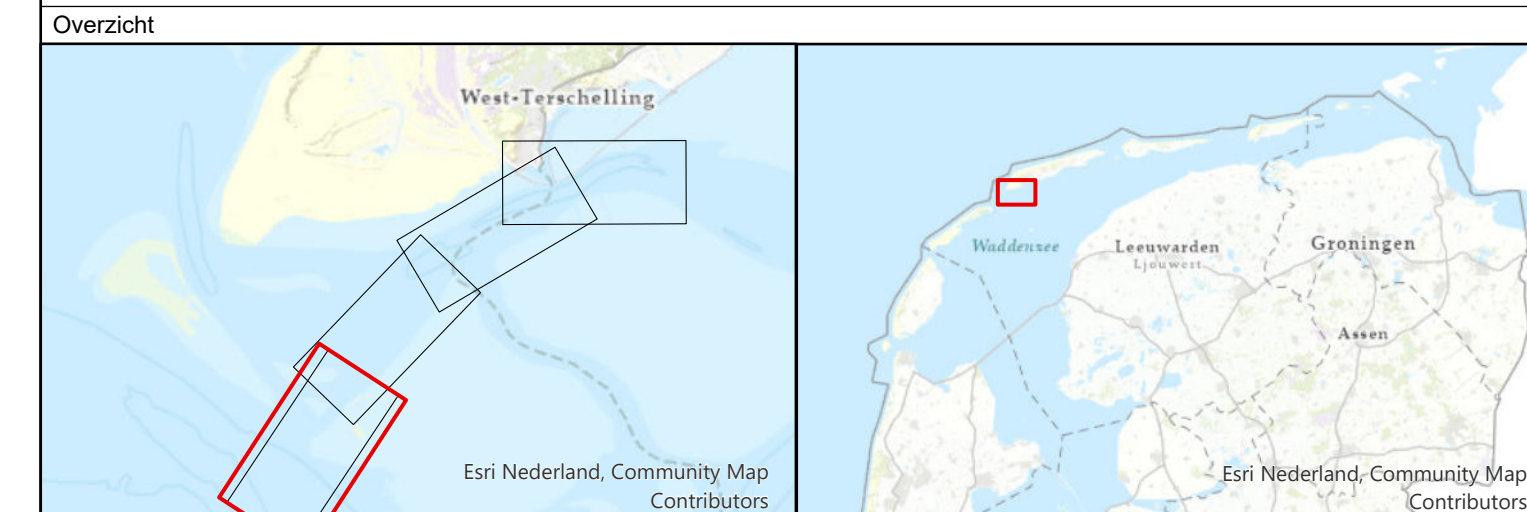 Overzicht
West-Terschelling
Esri Nederland, Community Map
Contributors
Waddenzee
Leeuwarden
Ljouwert
Groningen
Assen
Esri Nederland, Community Map
Contributors